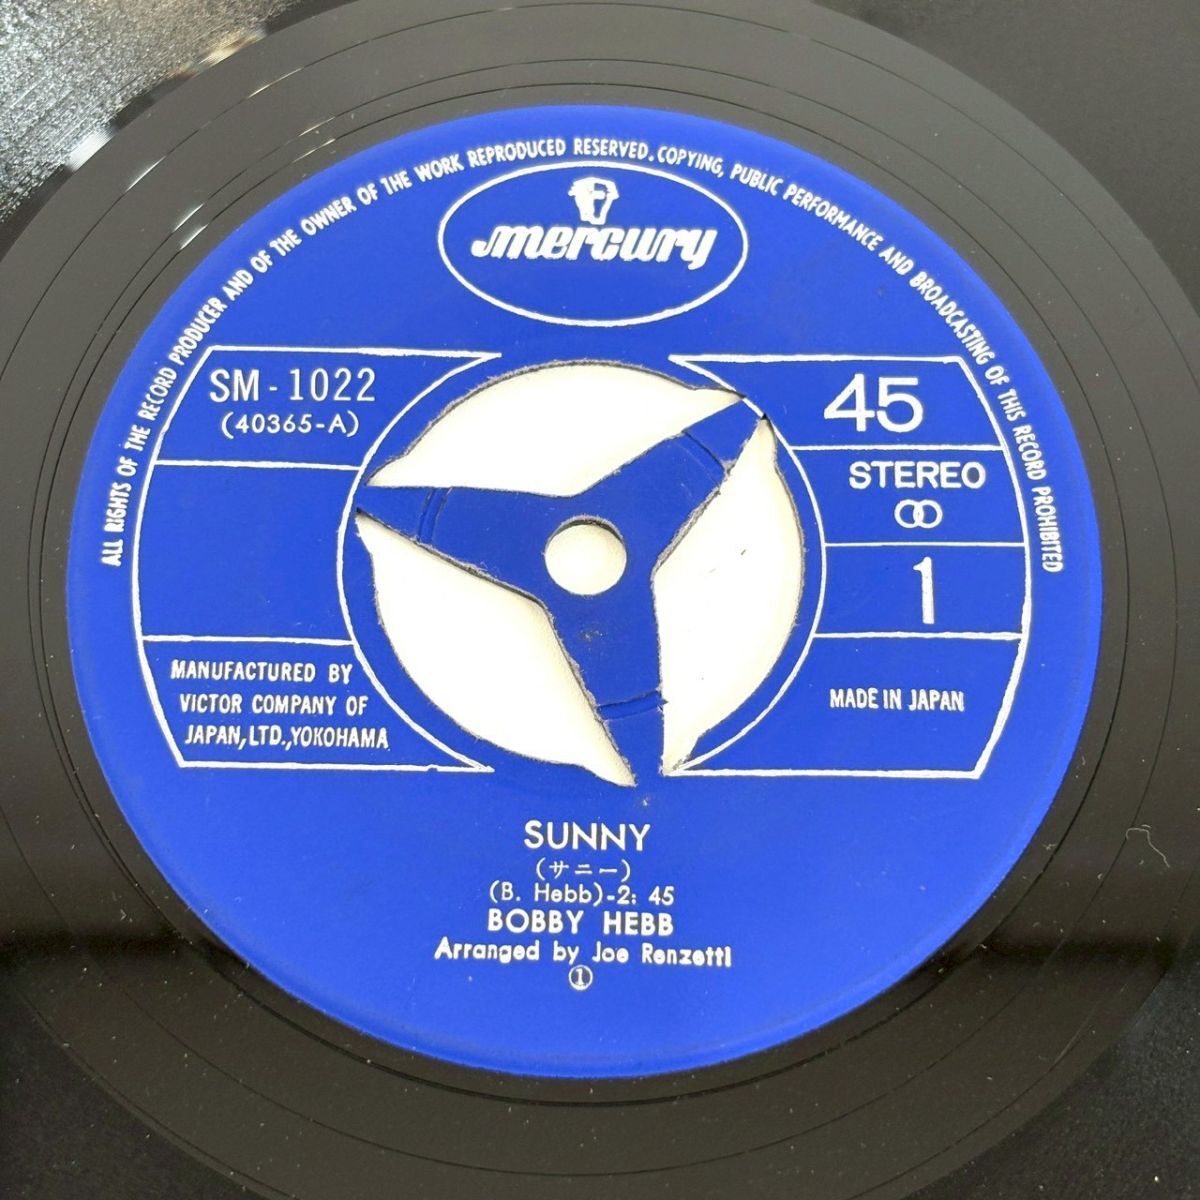 ALL RIGHTS OF THE RECORD PRODUCER AND OF THE OWNER OF THE WORK REPRODUCED RESERVED. COPYING, PUBLIC PERFORMANCE AND BROADCASTING OF THIS RECORD PROHIBITED
mercury
SM-1022
(40365-A)
45
STEREO
1
MANUFACTURED BY
VICTOR COMPANY OF
JAPAN, LTD., YOKOHAMA
MADE IN JAPAN
SUNNY
(サニー)
(B. Hebb)-2: 45
BOBBY HEBB
Arranged by Joe Renzetti
①